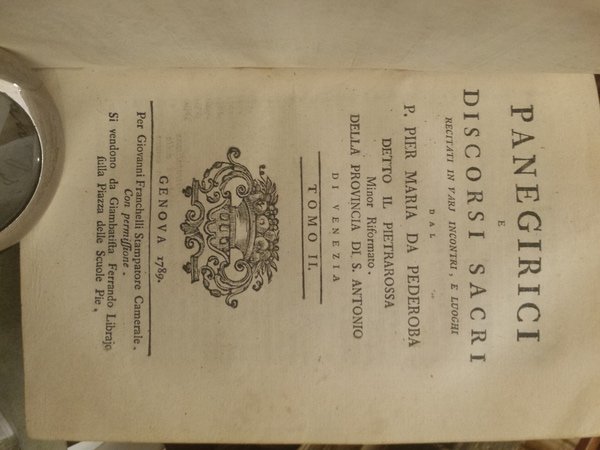 PANEGIRICI
E
DISCORSI SACRI
RECITATI IN VARJ INCONTRI, E LUOGHI
DAL
P. PIER MARIA DA PEDEROBA
DETTO IL PIETRAROSSA
Minor Riformato.
DELLA PROVINCIA DI S. ANTONIO
DI VENEZIA
TOMO II.
GENOVA 1789.
Per Giovanni Franchelli Stampatore Camerale.
Con permiſſione.
Si vendono da Giambatiſta Ferrando Librajo
ſulla Piazza delle Scuole Pie.